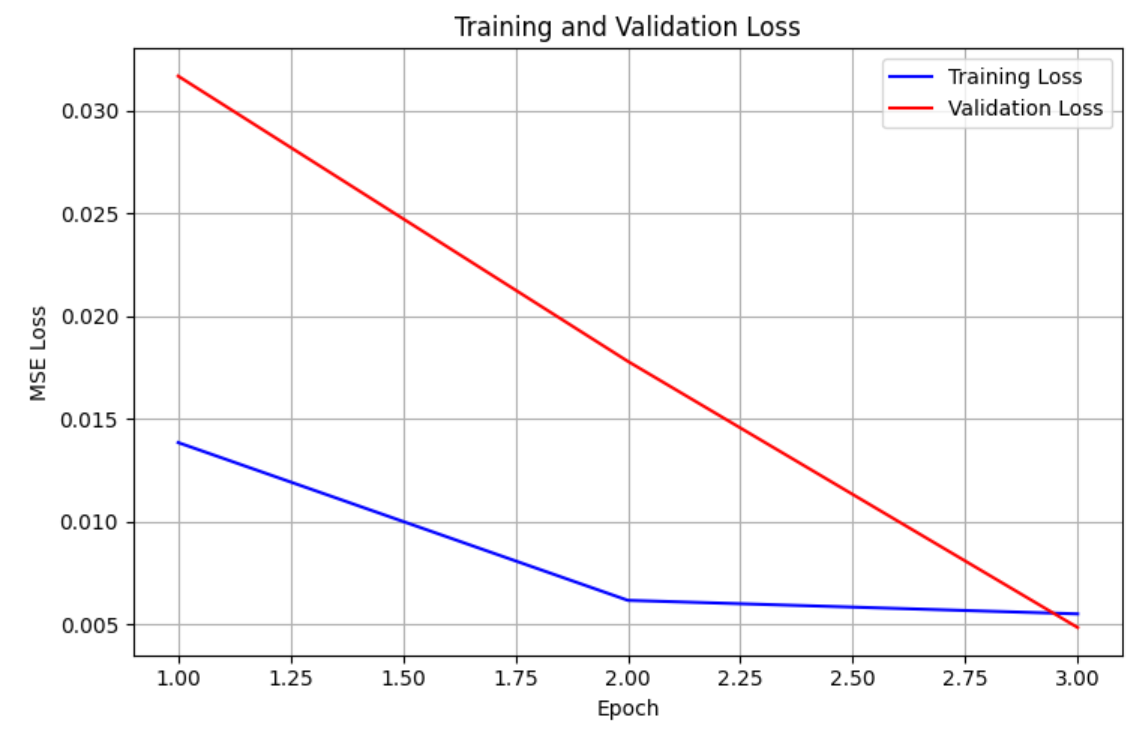 Training and Validation Loss
Training Loss
Validation Loss
0.030
0.025
0.020
0.015
0.010
0.005
MSE Loss
1.00 1.25 1.50 1.75 2.00 2.25 2.50 2.75 3.00
Epoch